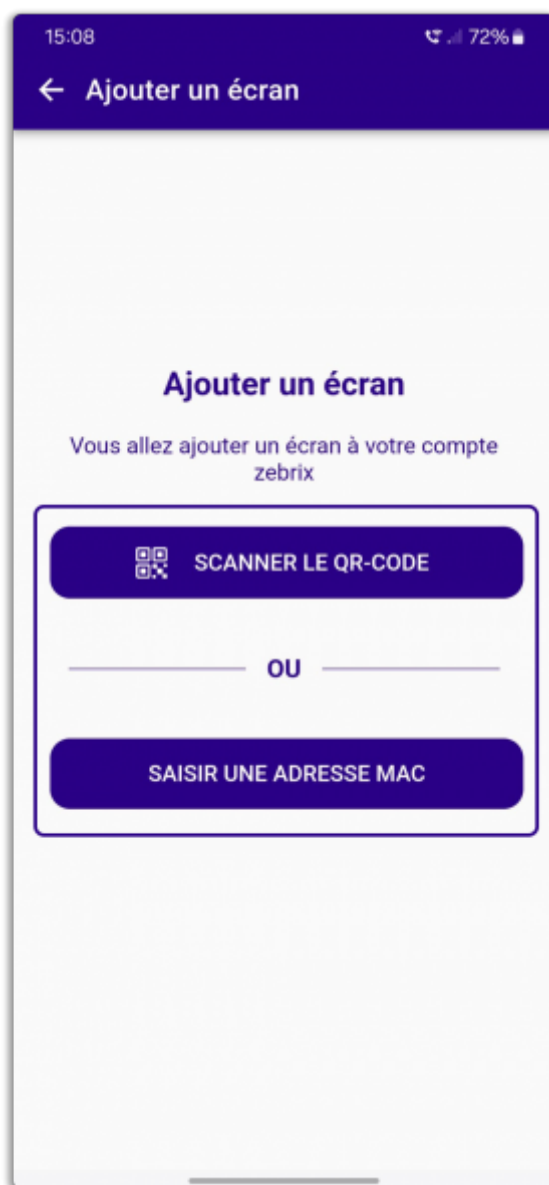 15:08 72%
Ajouter un écran
Ajouter un écran
Vous allez ajouter un écran à votre compte
zebrix
SCANNER LE QR-CODE
OU
SAISIR UNE ADRESSE MAC